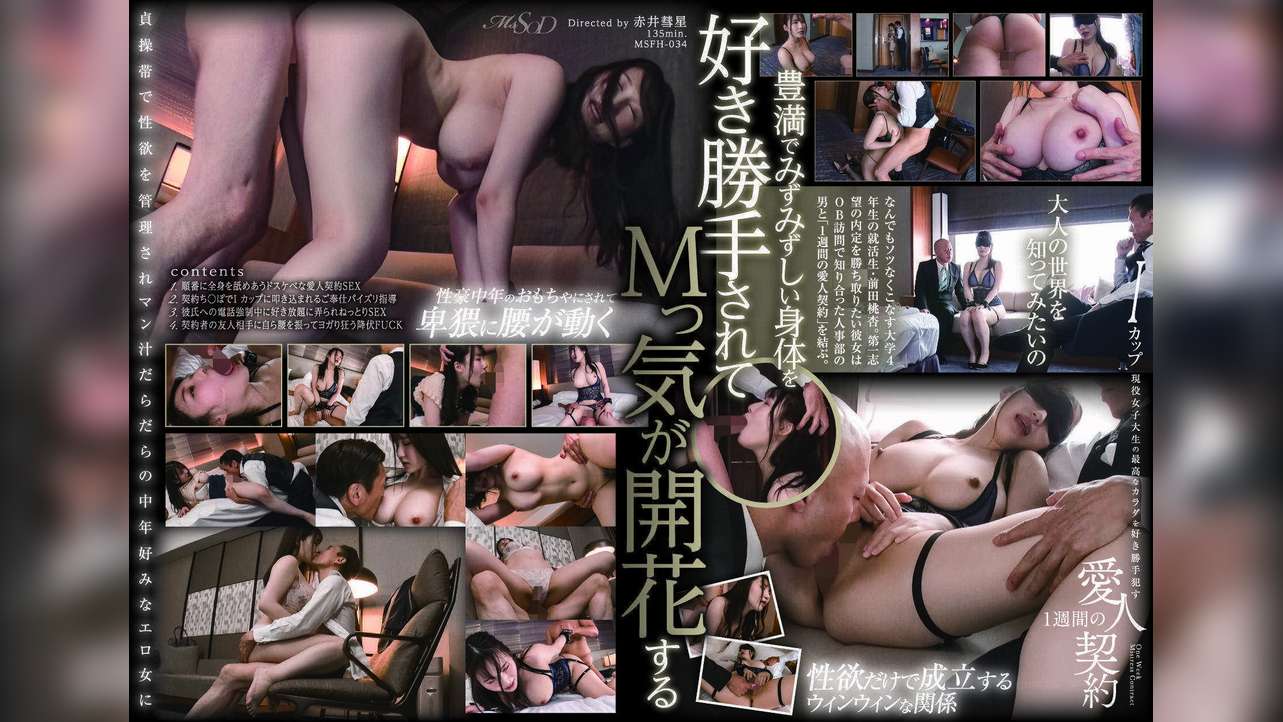 貞操帯で性欲を管理されマン汁だらだらの中年好みなエロ女に
MSSOD
Directed by 赤井彗星
135min.
MSFH-034
contents
1. 順番に全身を舐めあうドスケベな愛人契約SEX
2. 契約ち〇ぽでI カップに叩き込まれるご奉仕パイズリ指導
3. 彼氏への電話強制中に好き放題に弄られねっとりSEX
4. 契約者の友人相手に自ら腰を振ってヨガり狂う降伏FUCK
性豪中年のおもちゃにされて
卑猥に腰が動く
豊満でみずみずしい身体を
好き勝手されて
Mっ気が開花する
大人の世界を
知ってみたいの
なんでもソツなくこなす大学4
年生の就活生・前田桃杏。第一志
望の内定を勝ち取りたい彼女は
OB訪問で知り合った人事部の
男と「1週間の愛人契約」を結ぶ。
Iカップ
現役女子大生の最高なカラダを好き勝手犯す
1週間の
愛人契約
One Week
Mistress Contract
性欲だけで成立する
ウィンウィンな関係